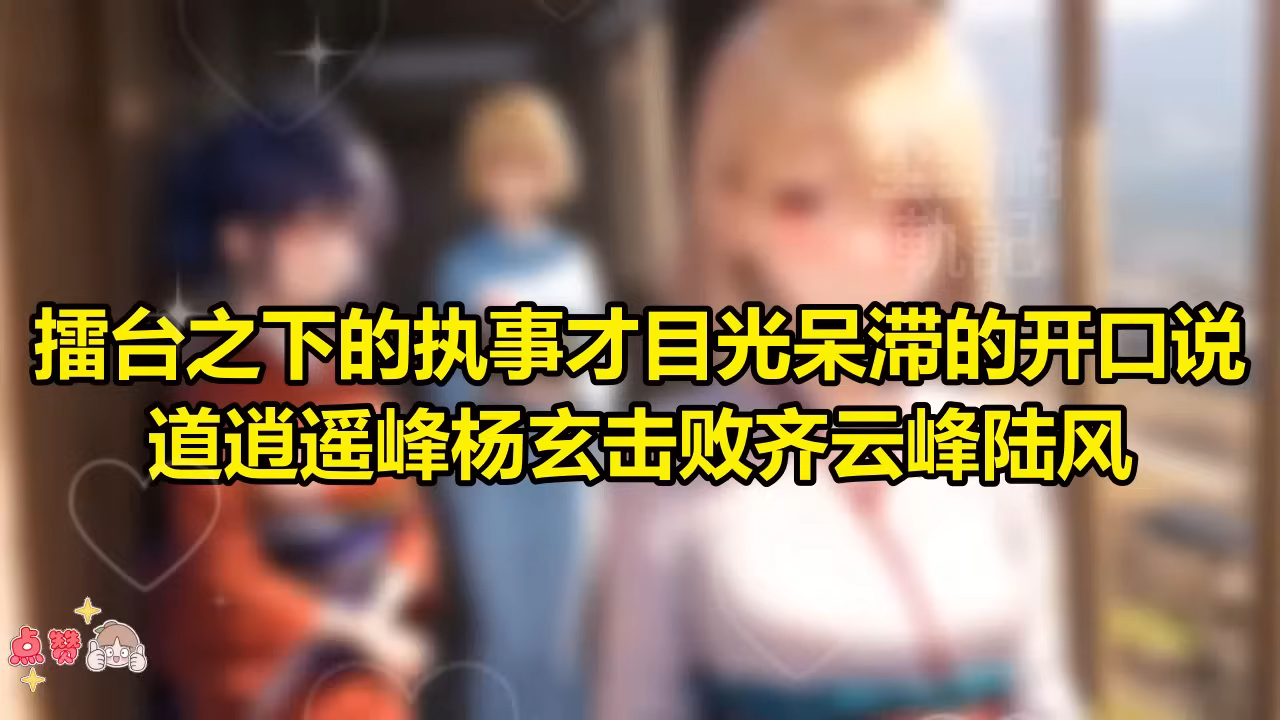 擂台之下的执事才目光呆滞的开口说
道逍遥峰杨玄击败齐云峰陆风
点赞